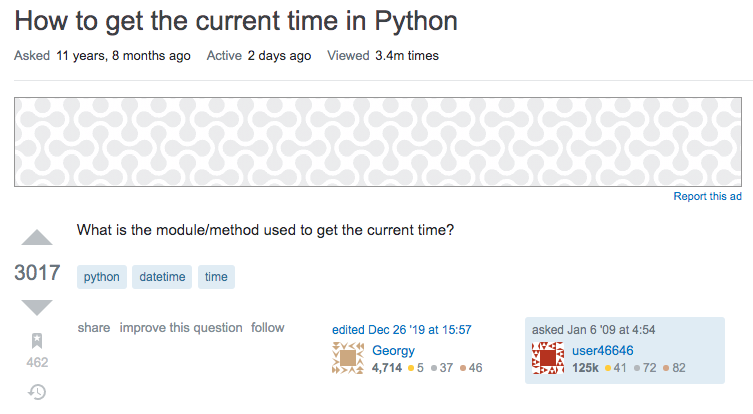 How to get the current time in Python
Asked 11 years, 8 months ago Active 2 days ago Viewed 3.4m times
Report this ad
What is the module/method used to get the current time?
3017
python datetime time
share improve this question follow
462
edited Dec 26 '19 at 15:57
Georgy
4,714 5 37 46
asked Jan 6 '09 at 4:54
user46646
125k 41 72 82